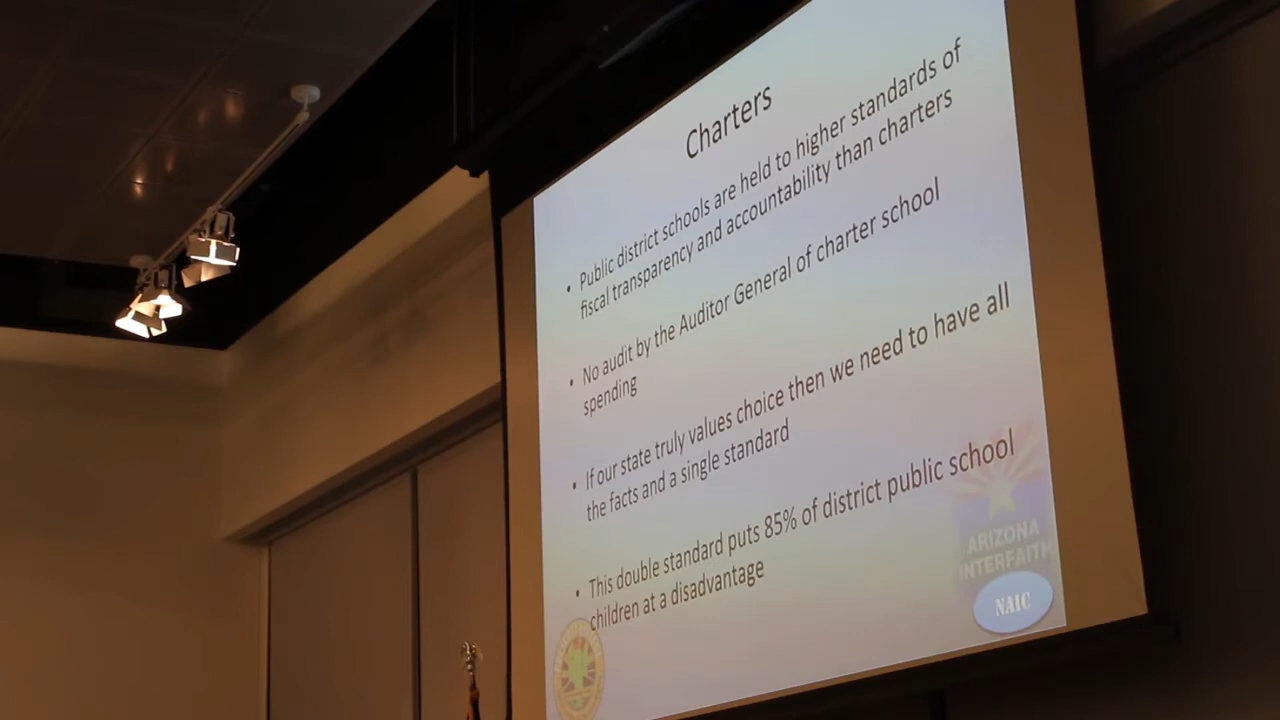 Charters
• Public district schools are held to higher standards of
fiscal transparency and accountability than charters
• No audit by the Auditor General of charter school
spending
• If our state truly values choice then we need to have all
the facts and a single standard
• This double standard puts 85% of district public school
children at a disadvantage
ARIZONA
INTERFAITH
NAIC